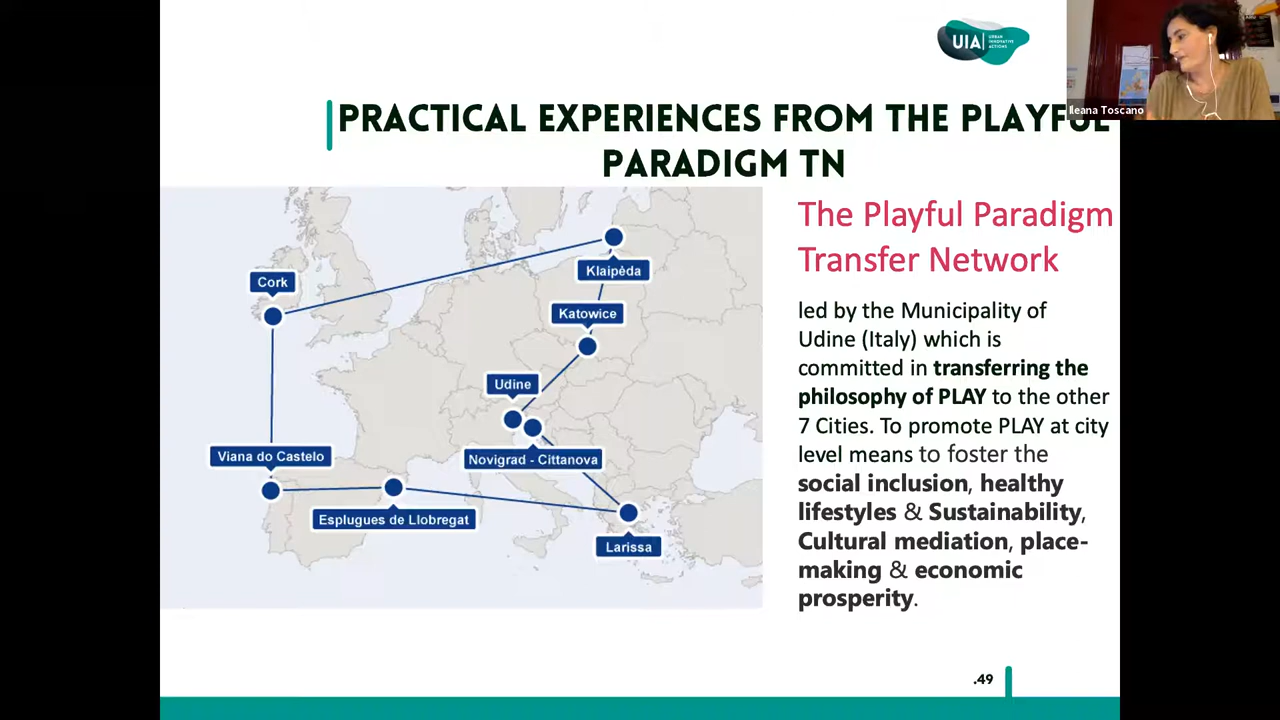 UIA
URBAN
INNOVATIVE
ACTIONS
Ileana Toscano
PRACTICAL EXPERIENCES FROM THE PLAYFUL
PARADIGM TN
Cork
Klaipėda
Katowice
Udine
Novigrad - Cittanova
Viana do Castelo
Esplugues de Llobregat
Larissa
The Playful Paradigm
Transfer Network
led by the Municipality of
Udine (Italy) which is
committed in transferring the
philosophy of PLAY to the other
7 Cities. To promote PLAY at city
level means to foster the
social inclusion, healthy
lifestyles & Sustainability,
Cultural mediation, place-
making & economic
prosperity.
.49